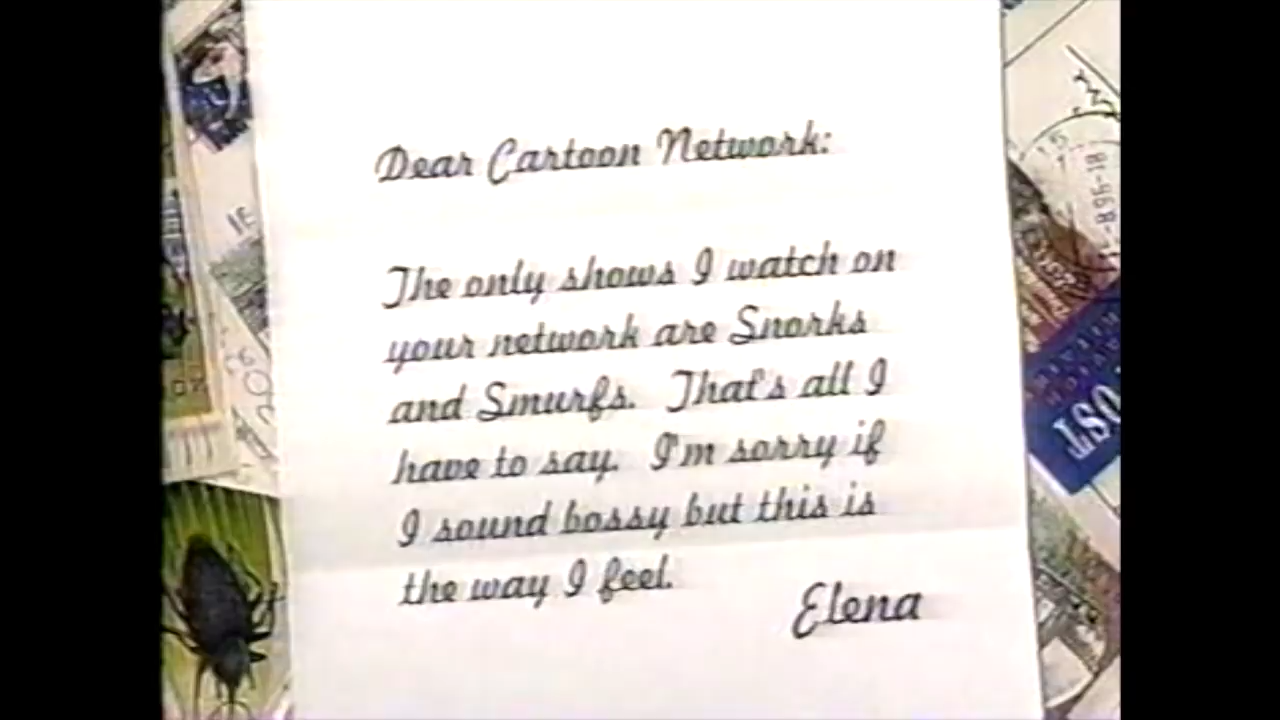 Dear Cartoon Network:
The only shows I watch on
your network are Snorks
and Smurfs. That's all I
have to say. I'm sorry if
I sound bossy but this is
the way I feel.
Elena